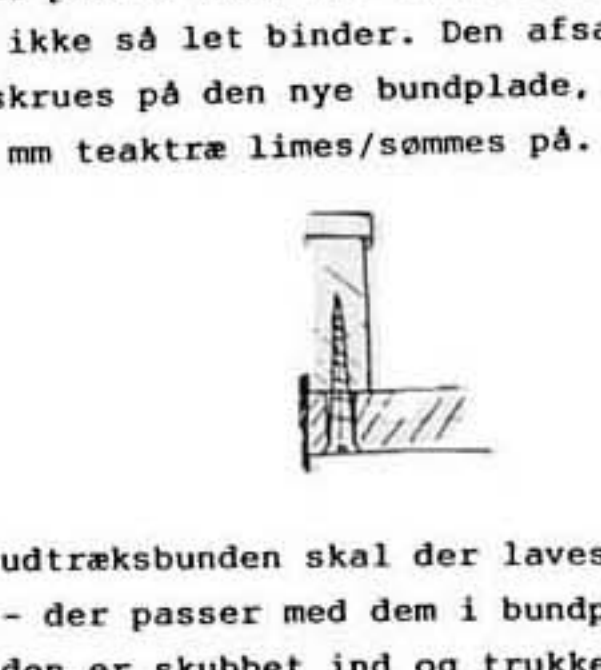 ikke så let binder. Den afsa
skrues på den nye bundplade,
mm teaktræ limes/sømmes på.
udtræksbunden skal der laves
- der passer med dem i bundp
den er skubbet ind og trukke